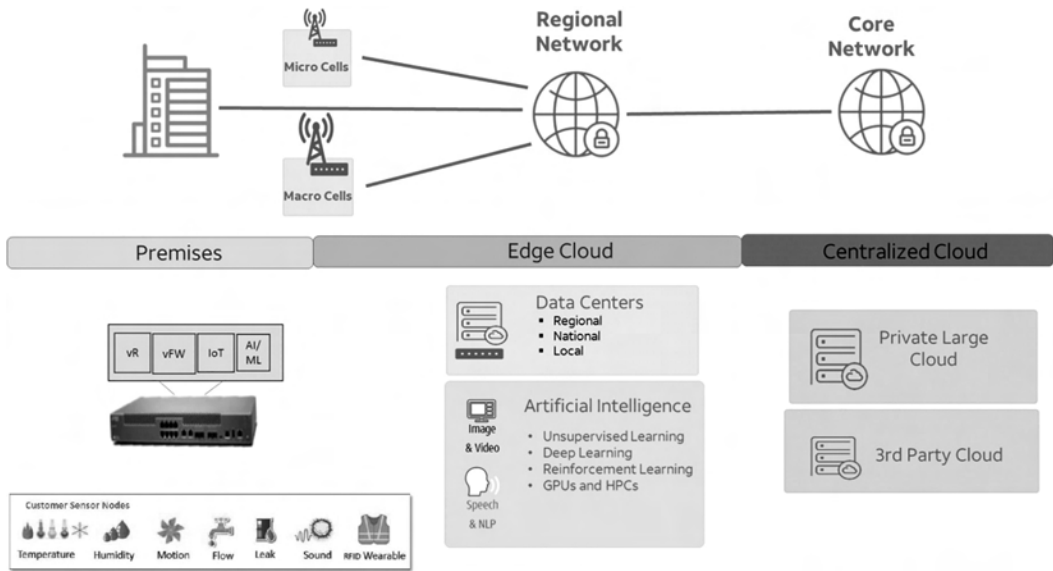 Regional
Network
Core
Network
Micro Cells
Macro Cells
Premises
Edge Cloud
Centralized Cloud
vR
vFW
IoT
AI/
ML
Data Centers
▪ Regional
▪ National
▪ Local
Artificial Intelligence
Image
& Video
• Unsupervised Learning
• Deep Learning
• Reinforcement Learning
• GPUs and HPCs
Speech
& NLP
Private Large
Cloud
3rd Party Cloud
Customer Sensor Nodes
Temperature Humidity Motion Flow Leak Sound RFID Wearable